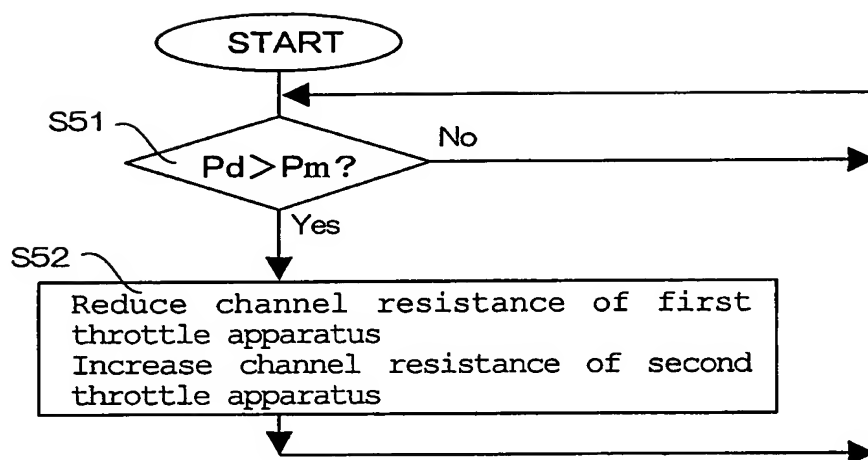 START
S51
Pd>Pm?
No
Yes
S52
Reduce channel resistance of first
throttle apparatus
Increase channel resistance of second
throttle apparatus